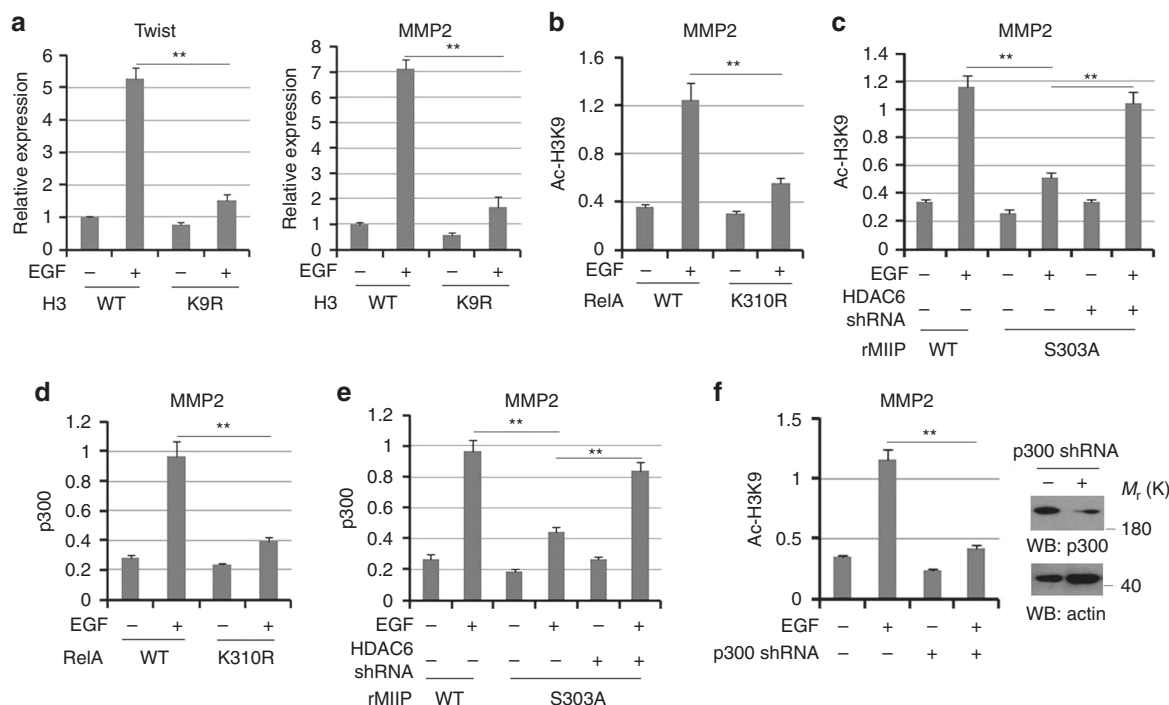 a
Twist
Relative expression
6
5
4
3
2
1
0
**
EGF – + – +
H3 WT K9R
MMP2
Relative expression
8
7
6
5
4
3
2
1
0
**
EGF – + – +
H3 WT K9R
b
MMP2
Ac-H3K9
1.6
1.2
0.8
0.4
0
**
EGF – + – +
RelA WT K310R
c
MMP2
Ac-H3K9
1.4
1.2
1
0.8
0.6
0.4
0.2
0
**
**
EGF – + – + – +
HDAC6
shRNA – – – – + +
rMIIP WT S303A
d
MMP2
p300
1.2
1
0.8
0.6
0.4
0.2
0
**
EGF – + – +
RelA WT K310R
e
MMP2
p300
1.2
1
0.8
0.6
0.4
0.2
0
**
**
EGF – + – + – +
HDAC6
shRNA – – – – + +
rMIIP WT S303A
f
MMP2
Ac-H3K9
1.5
1
0.5
0
**
EGF – + – +
p300 shRNA – – + +
p300 shRNA
– + Mr (K)
180
WB: p300
40
WB: actin